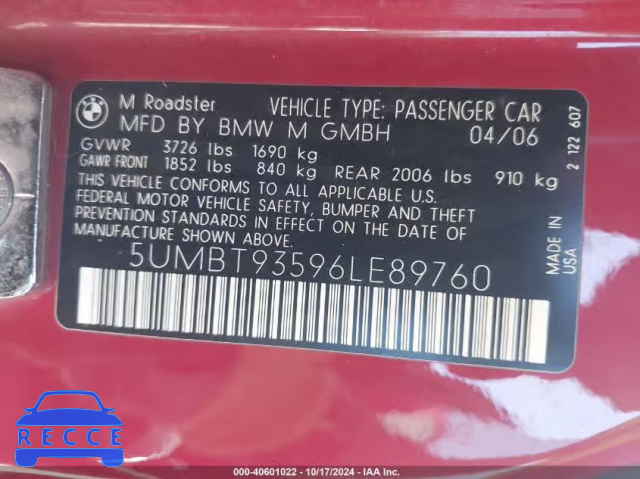 BMW
M Roadster VEHICLE TYPE: PASSENGER CAR
MFD BY BMW M GMBH 04/06
GVWR 3726 lbs 1690 kg
GAWR FRONT 1852 lbs 840 kg REAR 2006 lbs 910 kg
THIS VEHICLE CONFORMS TO ALL APPLICABLE U.S.
FEDERAL MOTOR VEHICLE SAFETY, BUMPER AND THEFT
PREVENTION STANDARDS IN EFFECT ON THE DATE OF
MANUFACTURE SHOWN ABOVE.
5UMBT93596LE89760
2 122 607
MADE IN
USA
RECCE
000-40601022 - 10/17/2024 - IAA Inc.